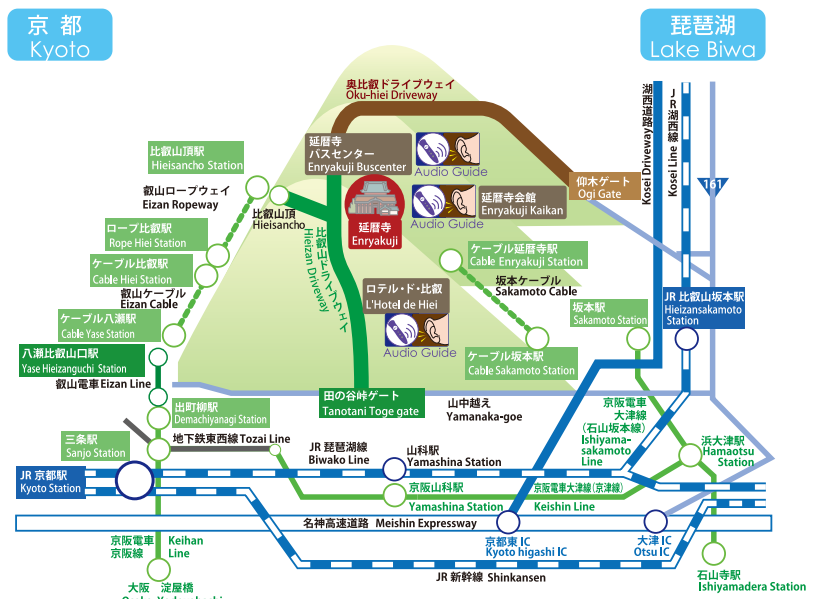 京 都
Kyoto
琵琶湖
Lake Biwa
奥比叡ドライブウェイ
Oku-hiei Driveway
湖西道路 Kosei Driveway
JR湖西線 Kosei Line
161
比叡山頂駅
Hieisancho Station
延暦寺
バスセンター
Enryakuji Buscenter
Audio Guide
叡山ロープウェイ
Eizan Ropeway
比叡山頂
Hieisancho
延暦寺
Enryakuji
延暦寺会館
Enryakuji Kaikan
Audio Guide
仰木ゲート
Ogi Gate
ロープ比叡駅
Rope Hiei Station
ケーブル比叡駅
Cable Hiei Station
比叡山ドライブウェイ
Hieizan Driveway
ケーブル延暦寺駅
Cable Enryakuji Station
叡山ケーブル
Eizan Cable
坂本ケーブル
Sakamoto Cable
ロテル・ド・比叡
L'Hotel de Hiei
Audio Guide
坂本駅
Sakamoto Station
JR 比叡山坂本駅
Hieizansakamoto
Station
ケーブル八瀬駅
Cable Yase Station
ケーブル坂本駅
Cable Sakamoto Station
八瀬比叡山口駅
Yase Hieizanguchi Station
叡山電車 Eizan Line
田の谷峠ゲート
Tanotani Toge gate
山中越え
Yamanaka-goe
出町柳駅
Demachiyanagi Station
京阪電車
大津線
(石山坂本線)
Ishiyama-
sakamoto
Line
三条駅
Sanjo Station
地下鉄東西線 Tozai Line
JR 琵琶湖線
Biwako Line
山科駅
Yamashina Station
浜大津駅
Hamaotsu
Station
JR 京都駅
Kyoto Station
京阪山科駅
Yamashina Station
京阪電車大津線(京津線)
Keishin Line
名神高速道路 Meishin Expressway
京阪電車
京阪線
Keihan
Line
京都東 IC
Kyoto higashi IC
大津 IC
Otsu IC
JR 新幹線 Shinkansen
石山寺駅
Ishiyamadera Station
大阪 淀屋橋